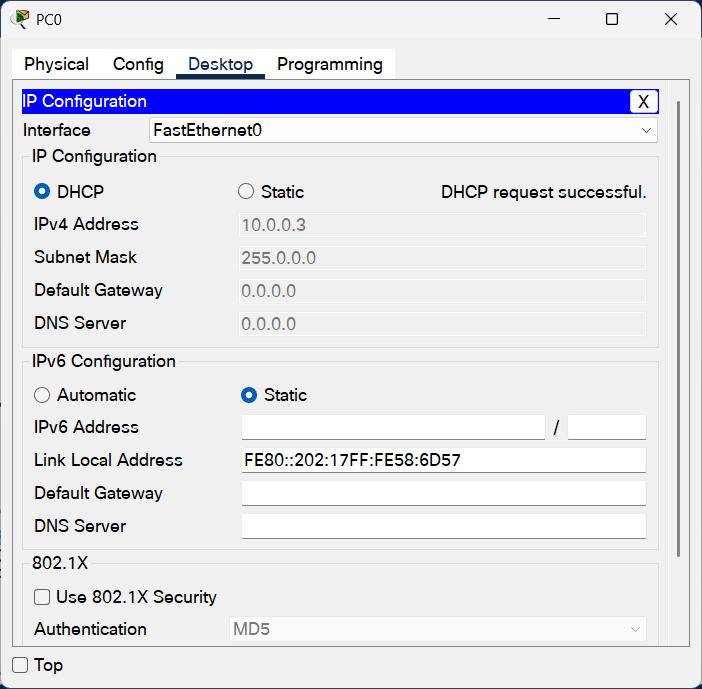 PC0
Physical Config Desktop Programming
IP Configuration X
Interface FastEthernet0
IP Configuration
DHCP Static DHCP request successful.
IPv4 Address 10.0.0.3
Subnet Mask 255.0.0.0
Default Gateway 0.0.0.0
DNS Server 0.0.0.0
IPv6 Configuration
Automatic Static
IPv6 Address /
Link Local Address FE80::202:17FF:FE58:6D57
Default Gateway
DNS Server
802.1X
Use 802.1X Security
Authentication MD5
Top